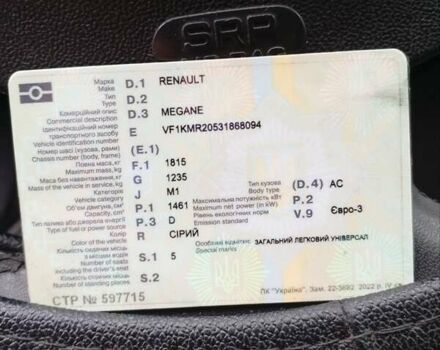 SRP
Марка D.1 RENAULT
Make
Тип D.2
Type
Комерційний опис D.3 MEGANE
Commercial description
Ідентифікаційний номер E VF1KMR20531868094
транспортного засобу
Vehicle identification number
Номер шасі (кузова, рами) (E.1)
Chassis number (body, frame)
Повна маса, кг F.1 1815
Maximum mass, kg
Маса без навантаження, кг G 1235
Mass of the vehicle in service, kg
Категорія J M1 Тип кузова (D.4) AC
Category Body type
Об'єм двигуна, см³ P.1 1461 Максимальна потужність кВт P.2
Capacity, cm³ Maximum net power (in kW)
Тип пального або джерела енергії P.3 D Рівень екологічних норм V.9 Євро-3
Type of fuel or power source Emission standard
Колір R СІРИЙ
Color of the vehicle Особливі відмітки ЗАГАЛЬНИЙ ЛЕГКОВИЙ УНІВЕРСАЛ
Кількість сидячих місць S.1 5 Special marks
з місцем водія
Number of seats,
including the driver's seat
Кількість стоячих місць S.2
Number of standing places
СТР № 597715 ПК "Україна". Зам. 22-3692 2022 р. IV кв.